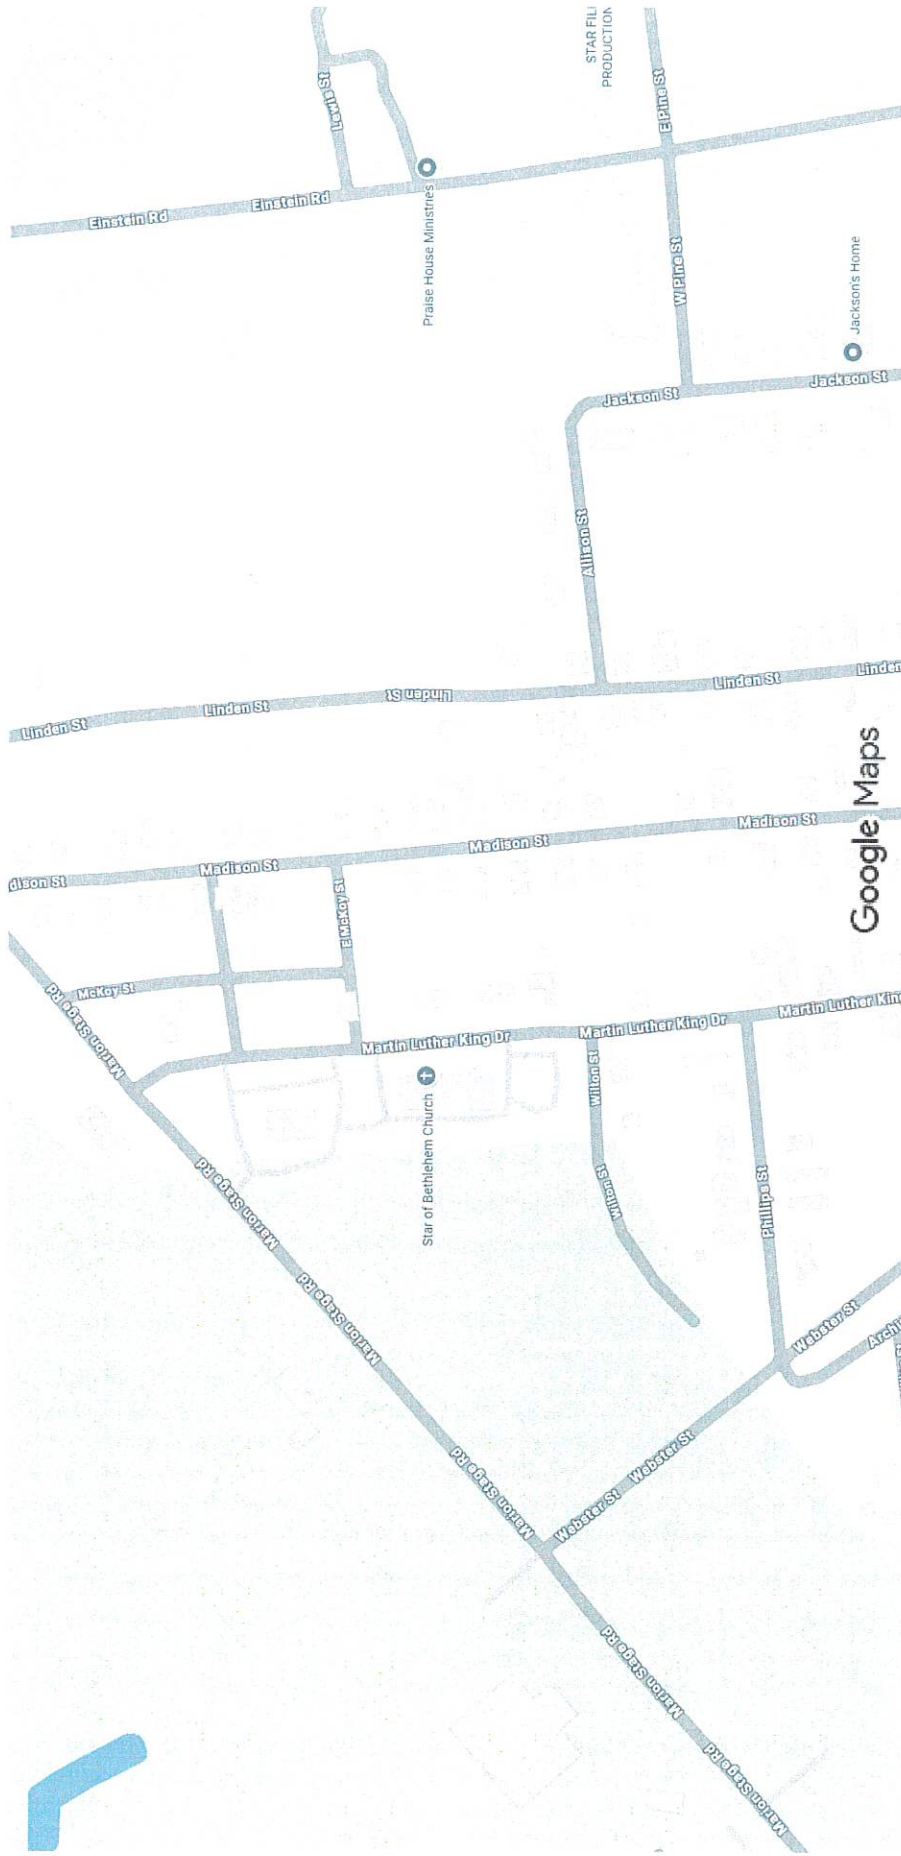 STAR FIL
PRODUCTION
Lewis St
E Pine St
Einstein Rd
Einstein Rd
Praise House Ministries
W Pine St
Jackson's Home
Jackson St
Jackson St
Allison St
Linden St
Linden St
Linden St
Linden St
Linden
Google Maps
Madison St
Madison St
Madison St
dison St
E McKoy St
McKoy St
Marion Stage Rd
Martin Luther King Dr
Martin Luther King Dr
Martin Luther King
Star of Bethlehem Church
Wilton St
Wilton St
Phillips St
Marion Stage Rd
Marion Stage Rd
Webster St
Archi
Marion Stage Rd
Webster St
Webster St
Marion Stage Rd
Marion Stage Rd